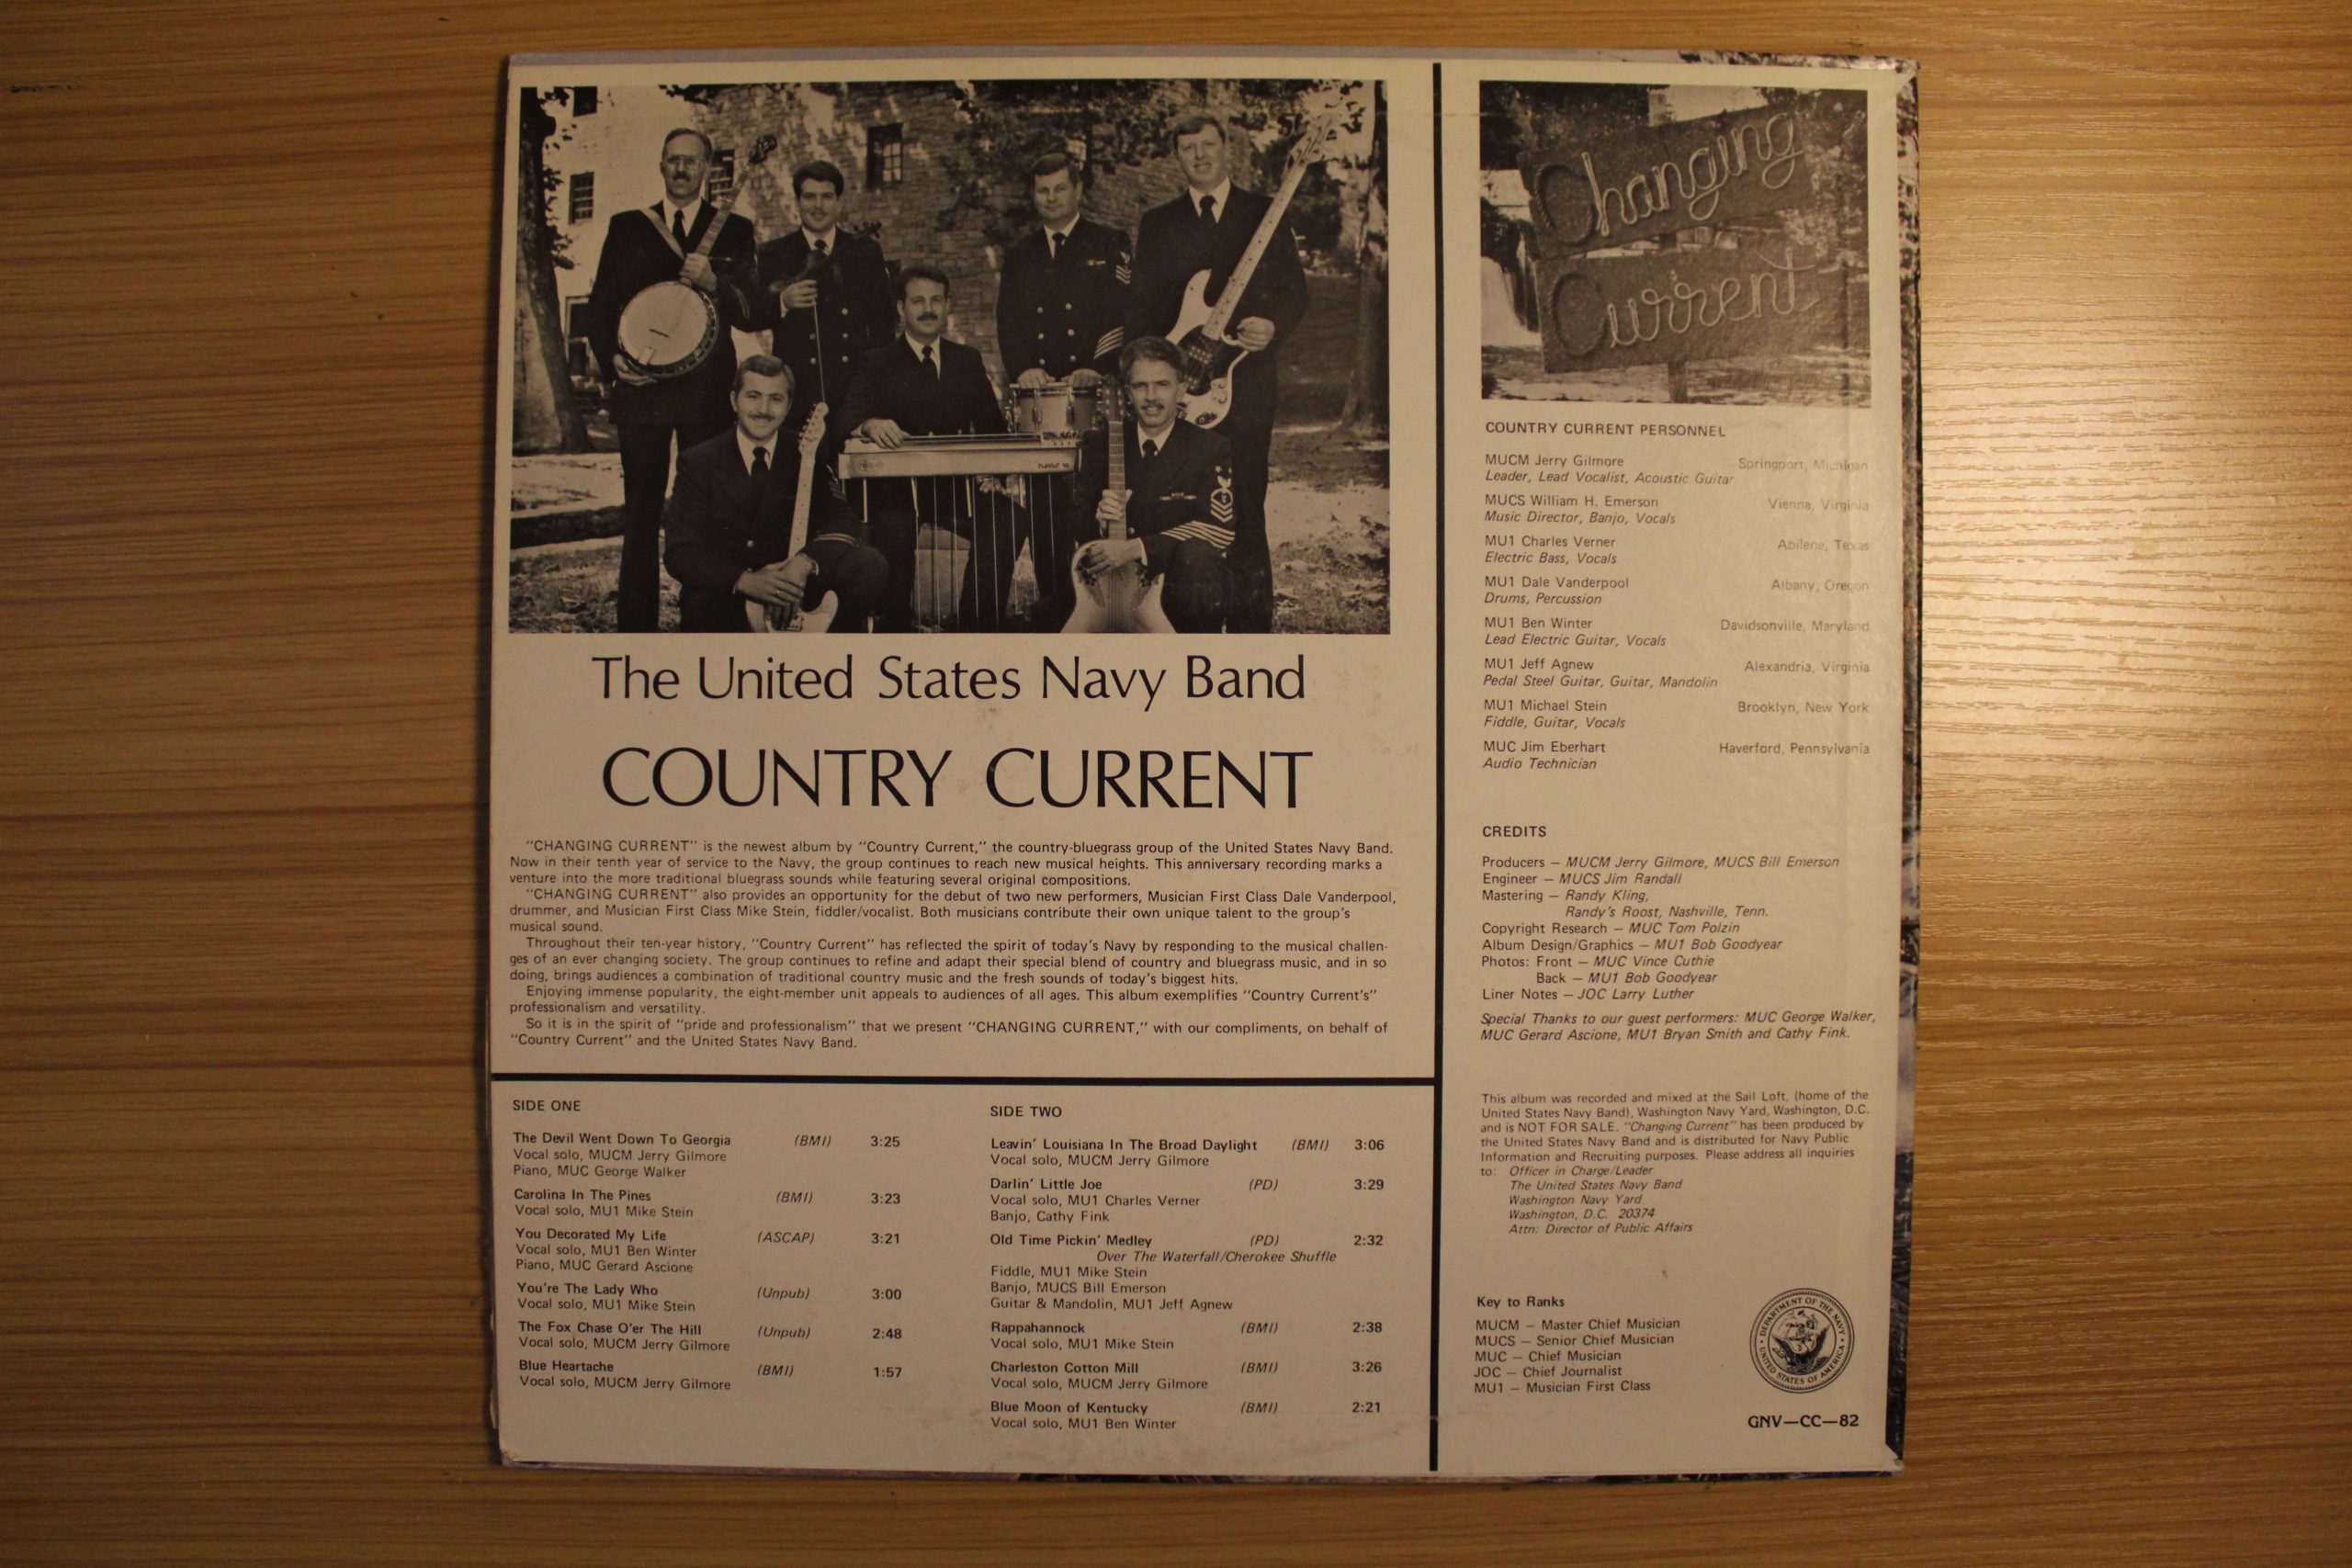 The United States Navy Band
COUNTRY CURRENT
"CHANGING CURRENT" is the newest album by "Country Current," the country-bluegrass group of the United States Navy Band.
Now in their tenth year of service to the Navy, the group continues to reach new musical heights. This anniversary recording marks a
venture into the more traditional bluegrass sounds while featuring several original compositions.
"CHANGING CURRENT" also provides an opportunity for the debut of two new performers, Musician First Class Dale Vanderpool,
drummer, and Musician First Class Mike Stein, fiddler/vocalist. Both musicians contribute their own unique talent to the group's
musical sound.
Throughout their ten-year history, "Country Current" has reflected the spirit of today's Navy by responding to the musical challen-
ges of an ever changing society. The group continues to refine and adapt their special blend of country and bluegrass music, and in so
doing, brings audiences a combination of traditional country music and the fresh sounds of today's biggest hits.
Enjoying immense popularity, the eight-member unit appeals to audiences of all ages. This album exemplifies "Country Current's"
professionalism and versatility.
So it is in the spirit of "pride and professionalism" that we present "CHANGING CURRENT," with our compliments, on behalf of
"Country Current" and the United States Navy Band.
SIDE ONE
The Devil Went Down To Georgia (BMI) 3:25
Vocal solo, MUCM Jerry Gilmore
Piano, MUC George Walker
Carolina In The Pines (BMI) 3:23
Vocal solo, MU1 Mike Stein
You Decorated My Life (ASCAP) 3:21
Vocal solo, MU1 Ben Winter
Piano, MUC Gerard Ascione
You're The Lady Who (Unpub) 3:00
Vocal solo, MU1 Mike Stein
The Fox Chase O'er The Hill (Unpub) 2:48
Vocal solo, MUCM Jerry Gilmore
Blue Heartache (BMI) 1:57
Vocal solo, MUCM Jerry Gilmore
SIDE TWO
Leavin' Louisiana In The Broad Daylight (BMI) 3:06
Vocal solo, MUCM Jerry Gilmore
Darlin' Little Joe (PD) 3:29
Vocal solo, MU1 Charles Verner
Banjo, Cathy Fink
Old Time Pickin' Medley (PD) 2:32
Over The Waterfall/Cherokee Shuffle
Fiddle, MU1 Mike Stein
Banjo, MUCS Bill Emerson
Guitar & Mandolin, MU1 Jeff Agnew
Rappahannock (BMI) 2:38
Vocal solo, MU1 Mike Stein
Charleston Cotton Mill (BMI) 3:26
Vocal solo, MUCM Jerry Gilmore
Blue Moon of Kentucky (BMI) 2:21
Vocal solo, MU1 Ben Winter
Changing
Current
COUNTRY CURRENT PERSONNEL
MUCM Jerry Gilmore Springport, Michigan
Leader, Lead Vocalist, Acoustic Guitar
MUCS William H. Emerson Vienna, Virginia
Music Director, Banjo, Vocals
MU1 Charles Verner Abilene, Texas
Electric Bass, Vocals
MU1 Dale Vanderpool Albany, Oregon
Drums, Percussion
MU1 Ben Winter Davidsonville, Maryland
Lead Electric Guitar, Vocals
MU1 Jeff Agnew Alexandria, Virginia
Pedal Steel Guitar, Guitar, Mandolin
MU1 Michael Stein Brooklyn, New York
Fiddle, Guitar, Vocals
MUC Jim Eberhart Haverford, Pennsylvania
Audio Technician
CREDITS
Producers — MUCM Jerry Gilmore, MUCS Bill Emerson
Engineer — MUCS Jim Randall
Mastering — Randy Kling,
Randy's Roost, Nashville, Tenn.
Copyright Research — MUC Tom Polzin
Album Design/Graphics — MU1 Bob Goodyear
Photos: Front — MUC Vince Cuthie
Back — MU1 Bob Goodyear
Liner Notes — JOC Larry Luther
Special Thanks to our guest performers: MUC George Walker,
MUC Gerard Ascione, MU1 Bryan Smith and Cathy Fink.
This album was recorded and mixed at the Sail Loft, (home of the
United States Navy Band), Washington Navy Yard, Washington, D.C.
and is NOT FOR SALE. "Changing Current" has been produced by
the United States Navy Band and is distributed for Navy Public
Information and Recruiting purposes. Please address all inquiries
to: Officer in Charge/Leader
The United States Navy Band
Washington Navy Yard
Washington, D.C. 20374
Attn: Director of Public Affairs
Key to Ranks
MUCM — Master Chief Musician
MUCS — Senior Chief Musician
MUC — Chief Musician
JOC — Chief Journalist
MU1 — Musician First Class
DEPARTMENT OF THE NAVY
UNITED STATES OF AMERICA
GNV—CC—82